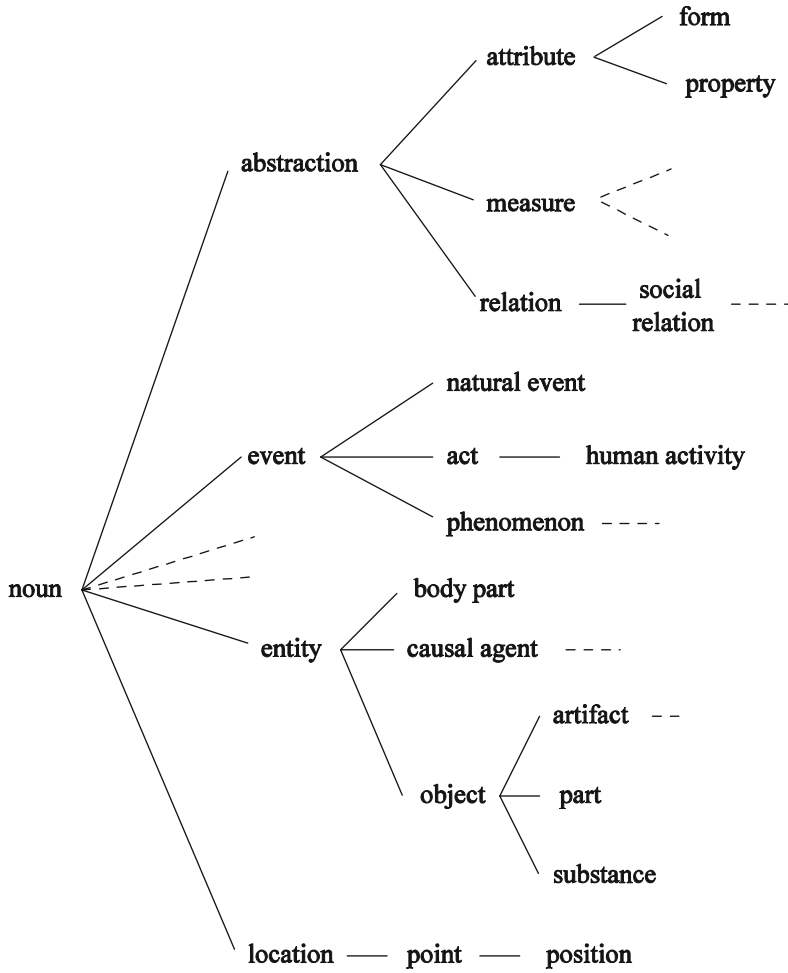 form
attribute
property
abstraction
measure
relation
social
relation
natural event
event
act
human activity
phenomenon
noun
body part
entity
causal agent
artifact
object
part
substance
location
point
position